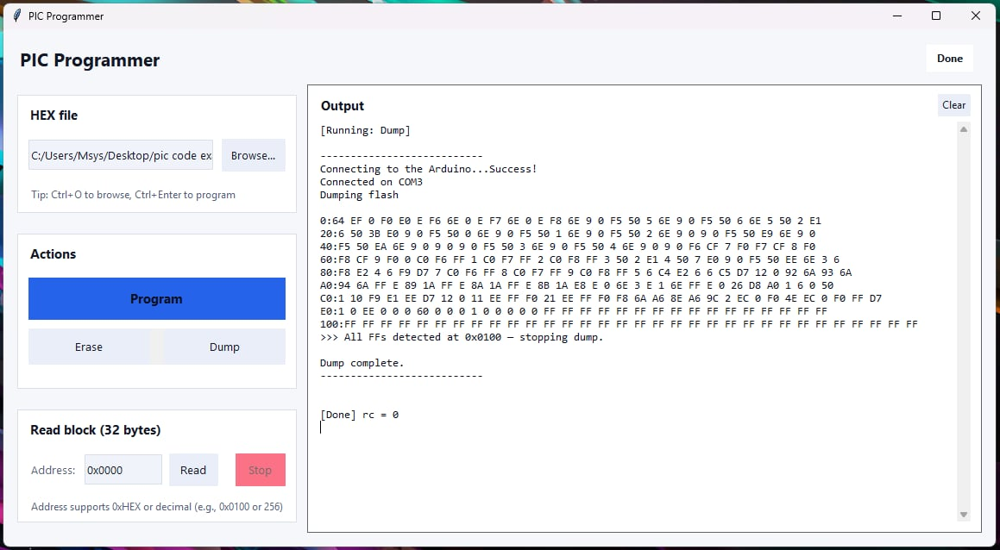 PIC Programmer
PIC Programmer
Done
HEX file
C:/Users/Msys/Desktop/pic code ex
Browse...
Tip: Ctrl+O to browse, Ctrl+Enter to program
Actions
Program
Erase
Dump
Read block (32 bytes)
Address:
0x0000
Read
Stop
Address supports 0xHEX or decimal (e.g., 0x0100 or 256)
Output
Clear
[Running: Dump]
---------------------------
Connecting to the Arduino...Success!
Connected on COM3
Dumping flash
0:64 EF 0 F0 E0 E F6 6E 0 E F7 6E 0 E F8 6E 9 0 F5 50 5 6E 9 0 F5 50 6 6E 5 50 2 E1
20:6 50 3B E0 9 0 F5 50 0 6E 9 0 F5 50 1 6E 9 0 F5 50 2 6E 9 0 9 0 F5 50 E9 6E 9 0
40:F5 50 EA 6E 9 0 9 0 F5 50 3 6E 9 0 F5 50 4 6E 9 0 9 0 F6 CF 7 F0 F7 CF 8 F0
60:F8 CF 9 F0 0 C0 F6 FF 1 C0 F7 FF 2 C0 F8 FF 3 50 2 E1 4 50 7 E0 9 0 F5 50 EE 6E 3 6
80:F8 E2 4 6 F9 D7 7 C0 F6 FF 8 C0 F7 FF 9 C0 F8 FF 5 6 C4 E2 6 6 C5 D7 12 0 92 6A 93 6A
A0:94 6A FF E 89 1A FF E 8A 1A FF E 8B 1A E8 E 0 6E 3 E 1 6E FF E 0 26 D8 A0 1 6 0 50
C0:1 10 F9 E1 EE D7 12 0 11 EE FF F0 21 EE FF F0 F8 6A A6 8E A6 9C 2 EC 0 F0 4E EC 0 F0 FF D7
E0:1 0 EE 0 0 0 60 0 0 0 1 0 0 0 0 0 FF FF FF FF FF FF FF FF FF FF FF FF FF FF FF FF
100:FF FF FF FF FF FF FF FF FF FF FF FF FF FF FF FF FF FF FF FF FF FF FF FF FF FF FF FF FF FF FF FF
>>> All FFs detected at 0x0100 — stopping dump.
Dump complete.
---------------------------
[Done] rc = 0